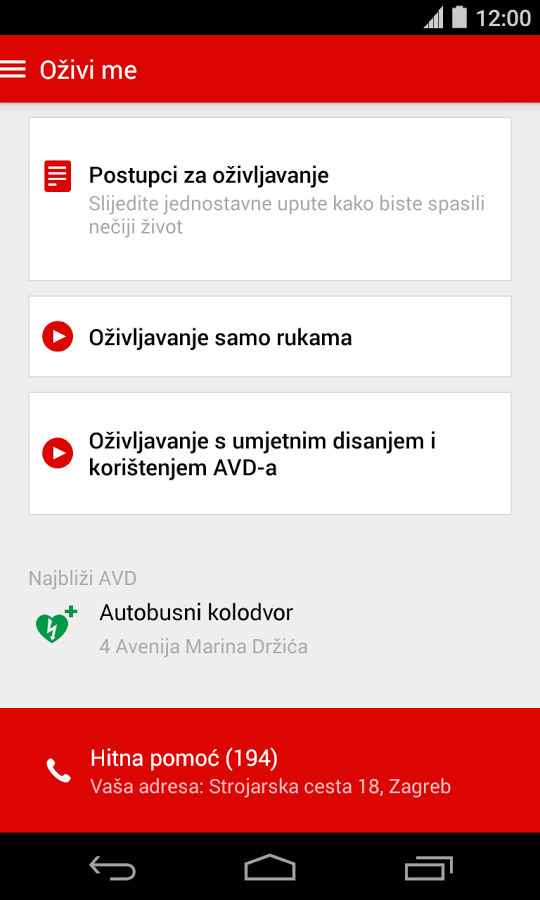 12:00
Oživi me
Postupci za oživljavanje
Slijedite jednostavne upute kako biste spasili
nečiji život
Oživljavanje samo rukama
Oživljavanje s umjetnim disanjem i
korištenjem AVD-a
Najbliži AVD
Autobusni kolodvor
4 Avenija Marina Držića
Hitna pomoć (194)
Vaša adresa: Strojarska cesta 18, Zagreb